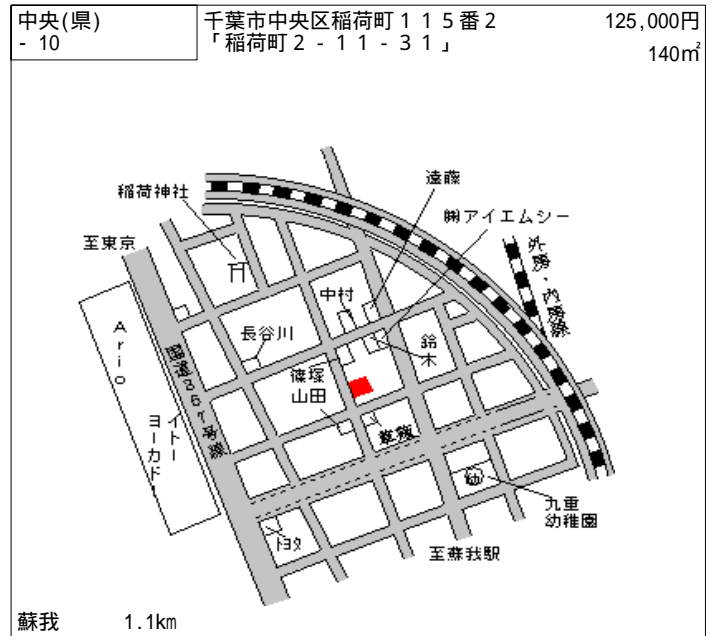 中央(県)
- 10
千葉市中央区稲荷町１１５番２
「稲荷町２‐１１‐３１」
125,000円
140㎡
稲荷神社
遠藤
㈱アイエムシー
至東京
外房・内房線
中村
Ario
長谷川
鈴木
国道357号線
篠塚
山田
イトーヨーカドー
九重
幼稚園
幼
トヨタ
至蘇我駅
蘇我 1.1km